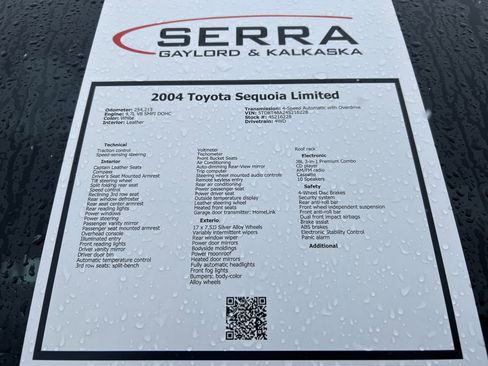 SERRA
GAYLORD & KALKASKA
2004 Toyota Sequoia Limited
Odometer: 254,213
Engine: 4.7L V8 SMPI DOHC
Color: White
Interior: Leather
Transmission: 4-Speed Automatic with Overdrive
VIN: 5TDBT48A24S216228
Stock #: 4S216228
Drivetrain: 4WD
Technical
Traction control
Speed-sensing steering
Interior
Captain Leather Seats
Compass
Driver's Seat Mounted Armrest
Tilt steering wheel
Split folding rear seat
Speed control
Reclining 3rd row seat
Rear window defroster
Rear seat center armrest
Rear reading lights
Power windows
Power steering
Passenger vanity mirror
Passenger seat mounted armrest
Overhead console
Illuminated entry
Front reading lights
Driver vanity mirror
Driver door bin
Automatic temperature control
3rd row seats: split-bench
Voltmeter
Tachometer
Front Bucket Seats
Air Conditioning
Auto-dimming Rear-View mirror
Trip computer
Steering wheel mounted audio controls
Remote keyless entry
Rear air conditioning
Power passenger seat
Power driver seat
Outside temperature display
Leather steering wheel
Heated front seats
Garage door transmitter: HomeLink
Exterio.
17 x 7.5JJ Silver Alloy Wheels
Variably intermittent wipers
Rear window wiper
Power door mirrors
Bodyside moldings
Power moonroof
Heated door mirrors
Fully automatic headlights
Front fog lights
Bumpers: body-color
Alloy wheels
Roof rack
Electronic
JBL 3-in-1 Premium Combo
CD player
AM/FM radio
Cassette
10 Speakers
Safety
4-Wheel Disc Brakes
Security system
Rear anti-roll bar
Front wheel independent suspension
Front anti-roll bar
Dual front impact airbags
Brake assist
ABS brakes
Electronic Stability Control
Panic alarm
Additional